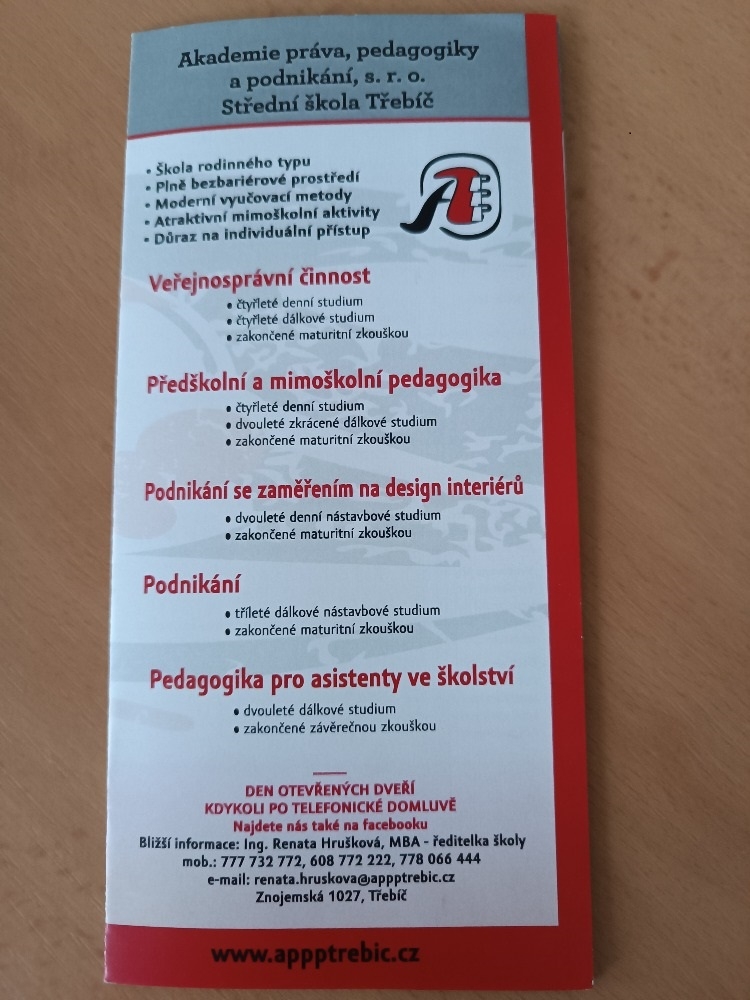 Akademie práva, pedagogiky
a podnikání, s. r. o.
Střední škola Třebíč
• Škola rodinného typu
• Plně bezbariérové prostředí
• Moderní vyučovací metody
• Atraktivní mimoškolní aktivity
• Důraz na individuální přístup
Veřejnosprávní činnost
• čtyřleté denní studium
• čtyřleté dálkové studium
• zakončené maturitní zkouškou
Předškolní a mimoškolní pedagogika
• čtyřleté denní studium
• dvouleté zkrácené dálkové studium
• zakončené maturitní zkouškou
Podnikání se zaměřením na design interiérů
• dvouleté denní nástavbové studium
• zakončené maturitní zkouškou
Podnikání
• tříleté dálkové nástavbové studium
• zakončené maturitní zkouškou
Pedagogika pro asistenty ve školství
• dvouleté dálkové studium
• zakončené závěrečnou zkouškou
DEN OTEVŘENÝCH DVEŘÍ
KDYKOLI PO TELEFONICKÉ DOMLUVĚ
Najdete nás také na facebooku
Bližší informace: Ing. Renata Hrušková, MBA - ředitelka školy
mob.: 777 732 772, 608 772 222, 778 066 444
e-mail: renata.hruskova@appptrebic.cz
Znojemská 1027, Třebíč
www.appptrebic.cz